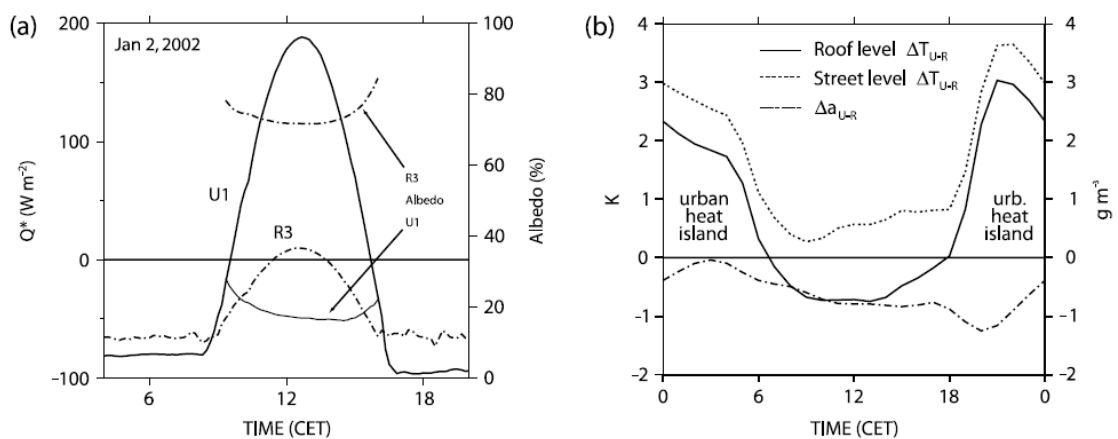 (a)
Jan 2, 2002
200
100
0
−100
Q* (W m⁻²)
U1
R3
R3
Albedo
U1
100
80
60
40
20
0
Albedo (%)
6
12
18
TIME (CET)
(b)
4
3
2
1
0
−1
−2
K
Roof level ΔT U-R
Street level ΔT U-R
Δa U-R
urban
heat
island
urb.
heat
island
4
3
2
1
0
−1
−2
g m⁻³
0
6
12
18
0
TIME (CET)